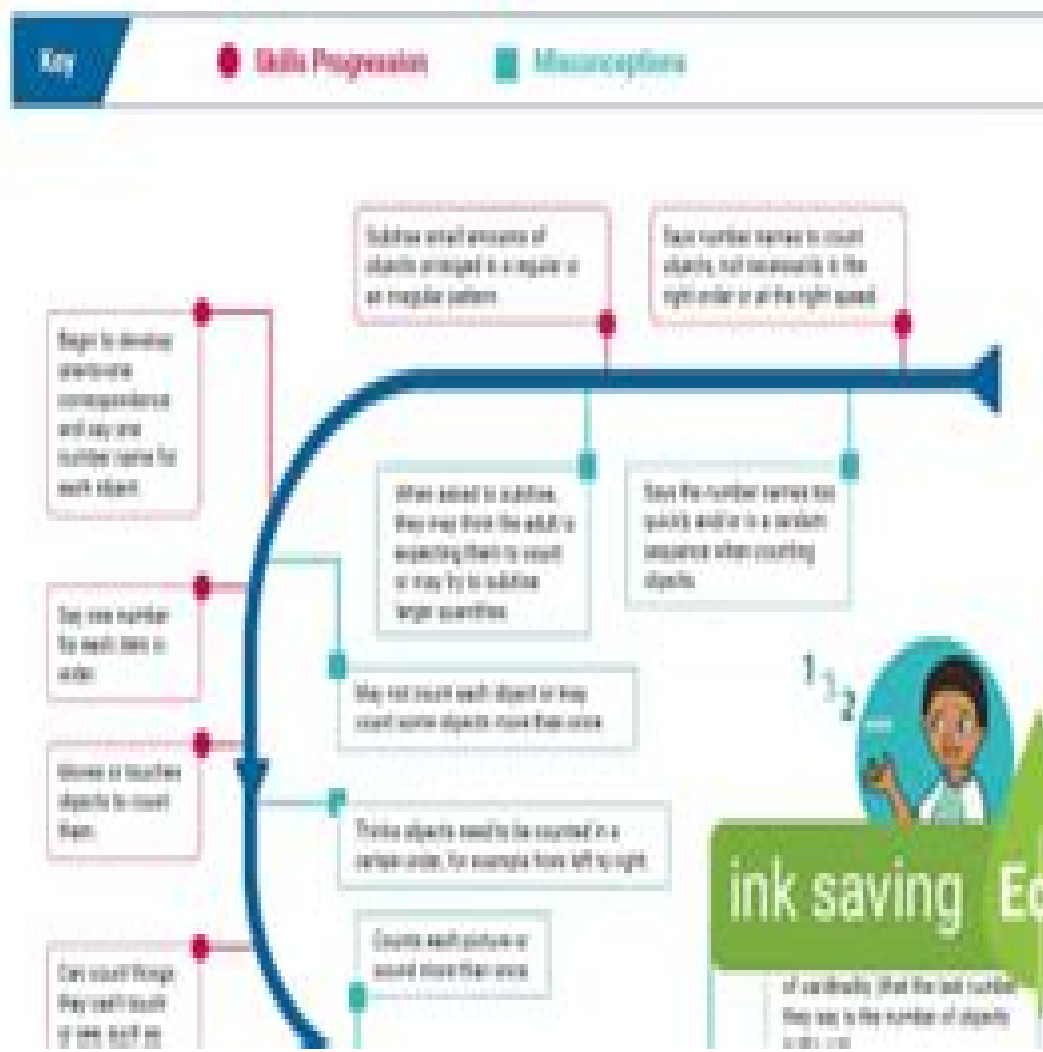 Key
Skills Progression
Misconceptions
Subitise small amounts of
objects arranged in a regular or
an irregular pattern.
Says number names to count
objects, not necessarily in the
right order or at the right speed.
Begin to develop
one-to-one
correspondence
and say one
number name for
each object.
When asked to subitise,
they may think the adult is
expecting them to count
or may try to subitise
larger quantities.
Says the number names too
quickly and/or in a random
sequence when counting
objects.
Say one number
for each item in
order.
May not count each object or may
count some objects more than once.
1
2
Moves or touches
objects to count
them.
Thinks objects need to be counted in a
certain order, for example from left to right.
ink saving Ec
Counts each picture or
sound more than once.
Can count things
they can't touch
or see, such as
of cardinality (that the last number
they say is the number of objects